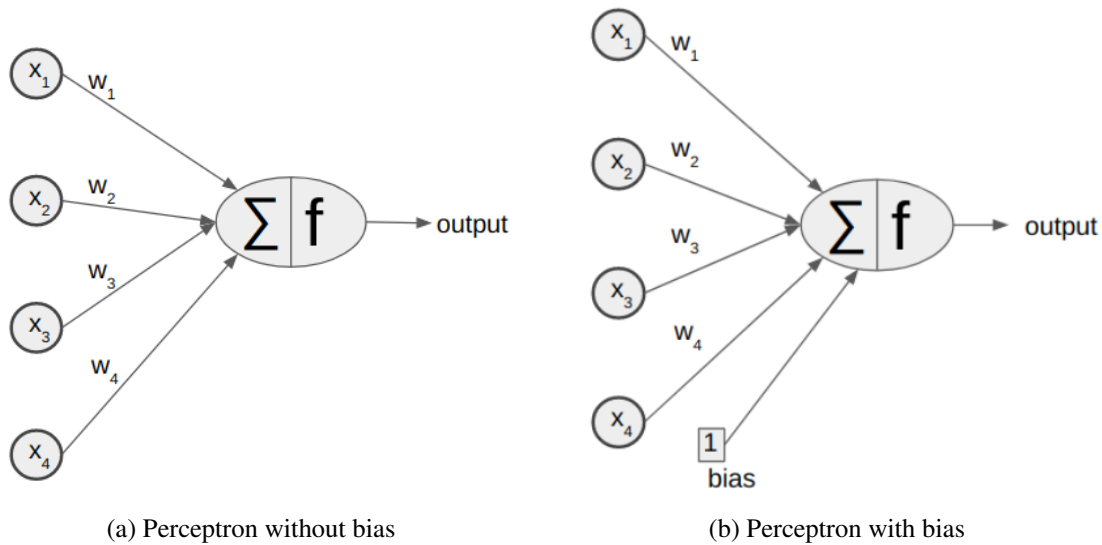 x₁
w₁
x₂
w₂
x₃
w₃
x₄
w₄
∑ f
output
(a) Perceptron without bias
x₁
w₁
x₂
w₂
x₃
w₃
x₄
w₄
∑ f
output
1
bias
(b) Perceptron with bias